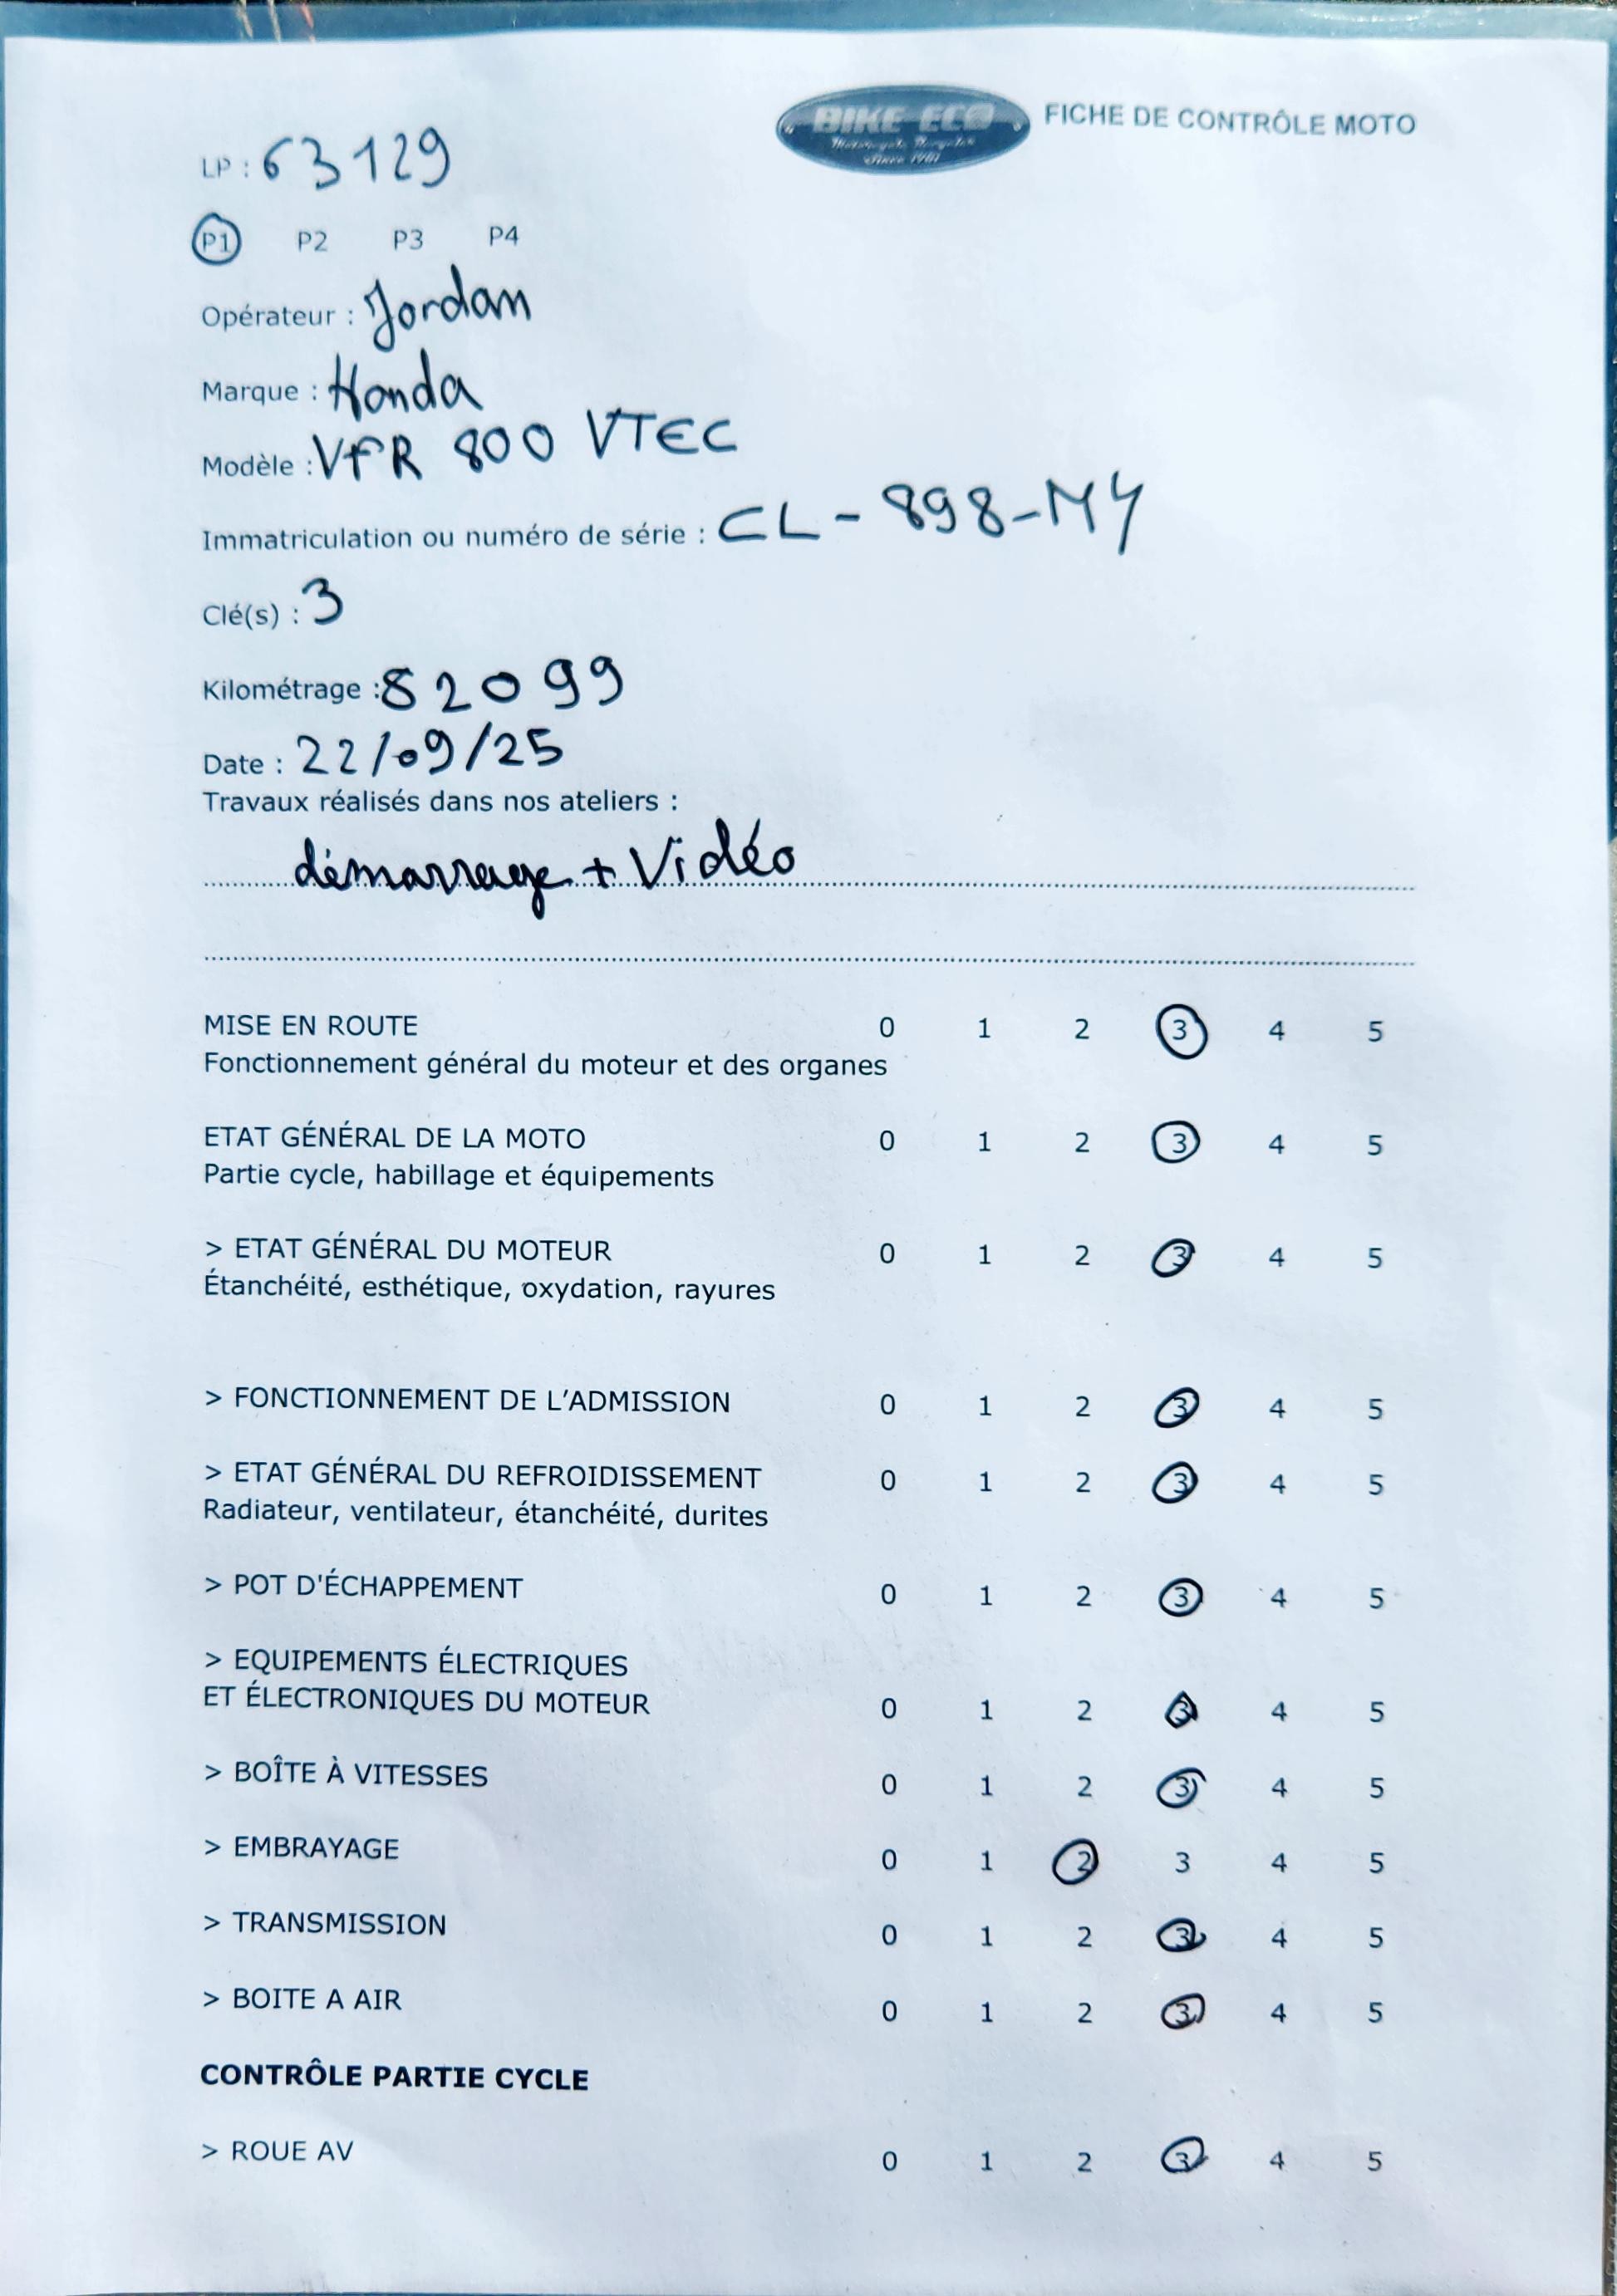 BIKE ECO
Motorcycle Recycler
Since 1981
FICHE DE CONTRÔLE MOTO
LP : 63129
P1 P2 P3 P4
Opérateur : Jordan
Marque : Honda
Modèle : VFR 800 VTEC
Immatriculation ou numéro de série : CL-898-MY
Clé(s) : 3
Kilométrage : 82099
Date : 22/09/25
Travaux réalisés dans nos ateliers :
démarrage + Vidéo
MISE EN ROUTE 0 1 2 3 4 5
Fonctionnement général du moteur et des organes
ETAT GÉNÉRAL DE LA MOTO 0 1 2 3 4 5
Partie cycle, habillage et équipements
> ETAT GÉNÉRAL DU MOTEUR 0 1 2 3 4 5
Étanchéité, esthétique, oxydation, rayures
> FONCTIONNEMENT DE L'ADMISSION 0 1 2 3 4 5
> ETAT GÉNÉRAL DU REFROIDISSEMENT 0 1 2 3 4 5
Radiateur, ventilateur, étanchéité, durites
> POT D'ÉCHAPPEMENT 0 1 2 3 4 5
> EQUIPEMENTS ÉLECTRIQUES
ET ÉLECTRONIQUES DU MOTEUR 0 1 2 3 4 5
> BOÎTE À VITESSES 0 1 2 3 4 5
> EMBRAYAGE 0 1 2 3 4 5
> TRANSMISSION 0 1 2 3 4 5
> BOITE A AIR 0 1 2 3 4 5
CONTRÔLE PARTIE CYCLE
> ROUE AV 0 1 2 3 4 5